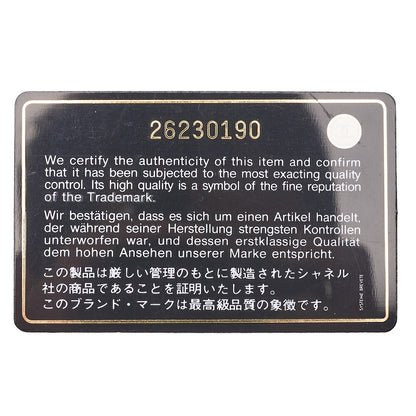 26230190
We certify the authenticity of this item and confirm
that it has been subjected to the most exacting quality
control. Its high quality is a symbol of the fine reputation
of the Trademark.
Wir bestätigen, dass es sich um einen Artikel handelt,
der während seiner Herstellung strengsten Kontrollen
unterworfen war, und dessen erstklassige Qualität
dem hohen Ansehen unserer Marke entspricht.
この製品は厳しい管理のもとに製造されたシャネル
社の商品であることを証明いたします。
このブランド・マークは最高級品質の象徴です。
SYSTEME BREVETE